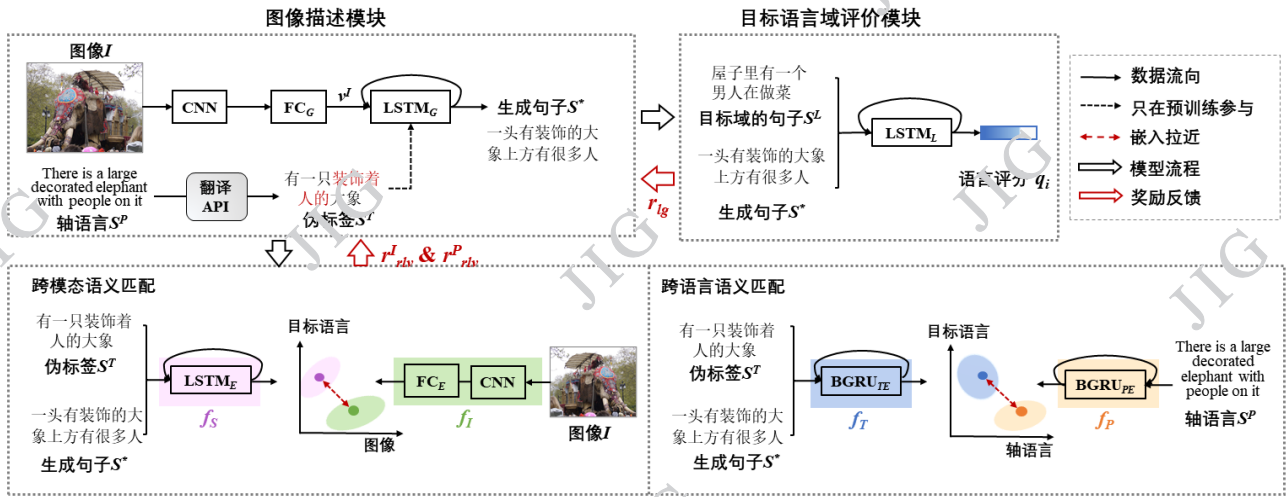 图像描述模块
目标语言域评价模块
图像I
CNN
FC_G
v^I
LSTM_G
生成句子S*
一头有装饰的大
象上方有很多人
There is a large
decorated elephant
with people on it
轴语言S^P
翻译
API
有一只装饰着
人的大象
伪标签S^T
屋子里有一个
男人在做菜
目标域的句子S^L
一头有装饰的大象
上方有很多人
生成句子S*
LSTM_L
语言评分 q_i
r_lg
数据流向
只在预训练参与
嵌入拉近
模型流程
奖励反馈
r^I_rlv & r^P_rlv
跨模态语义匹配
有一只装饰着
人的大象
伪标签S^T
一头有装饰的大
象上方有很多人
生成句子S*
LSTM_E
f_S
目标语言
图像
FC_E
CNN
f_I
图像I
跨语言语义匹配
有一只装饰着
人的大象
伪标签S^T
一头有装饰的大
象上方有很多人
生成句子S*
BGRU_TE
f_T
目标语言
轴语言
BGRU_PE
f_P
There is a large
decorated
elephant with
people on it
轴语言S^P
JIG
JIG
JIG
JIG
JIG
JIG